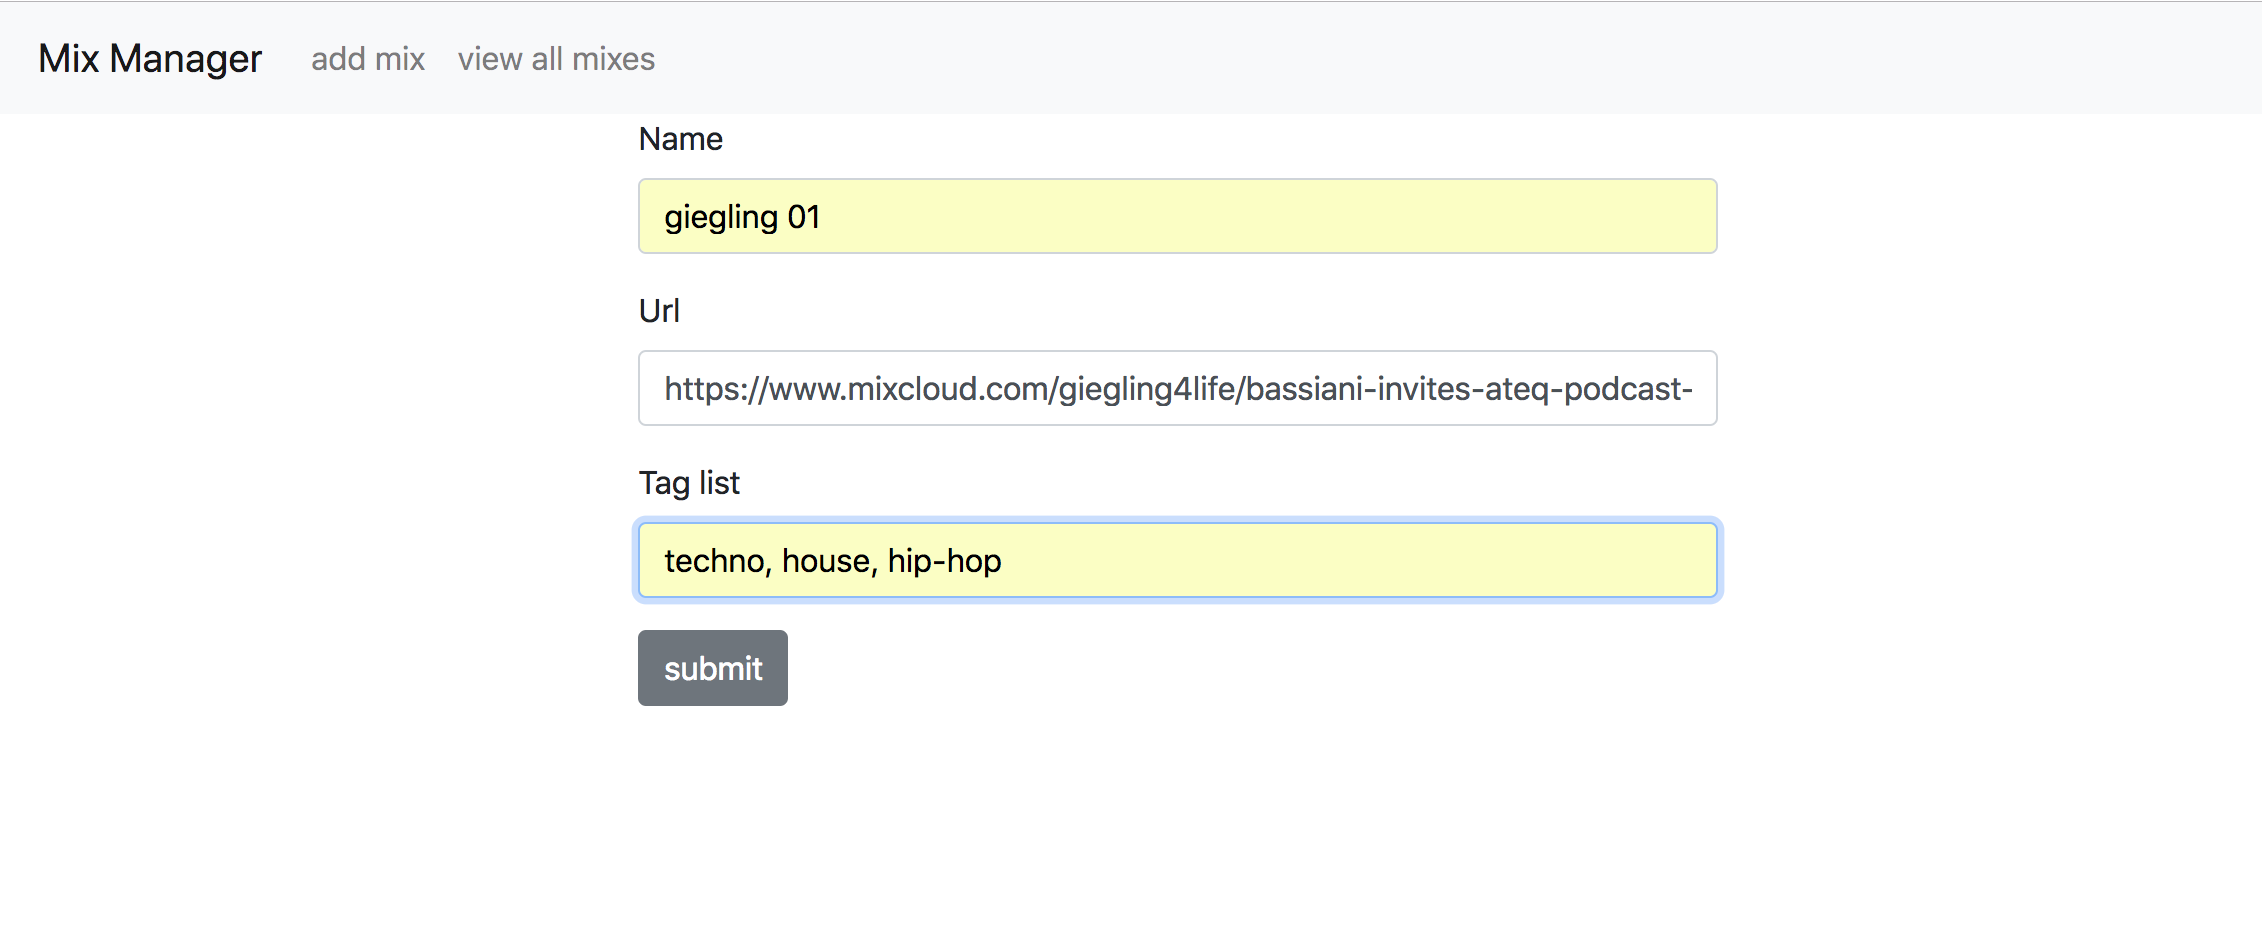 Mix Manager add mix view all mixes
Name
giegling 01
Url
https://www.mixcloud.com/giegling4life/bassiani-invites-ateq-podcast-
Tag list
techno, house, hip-hop
submit